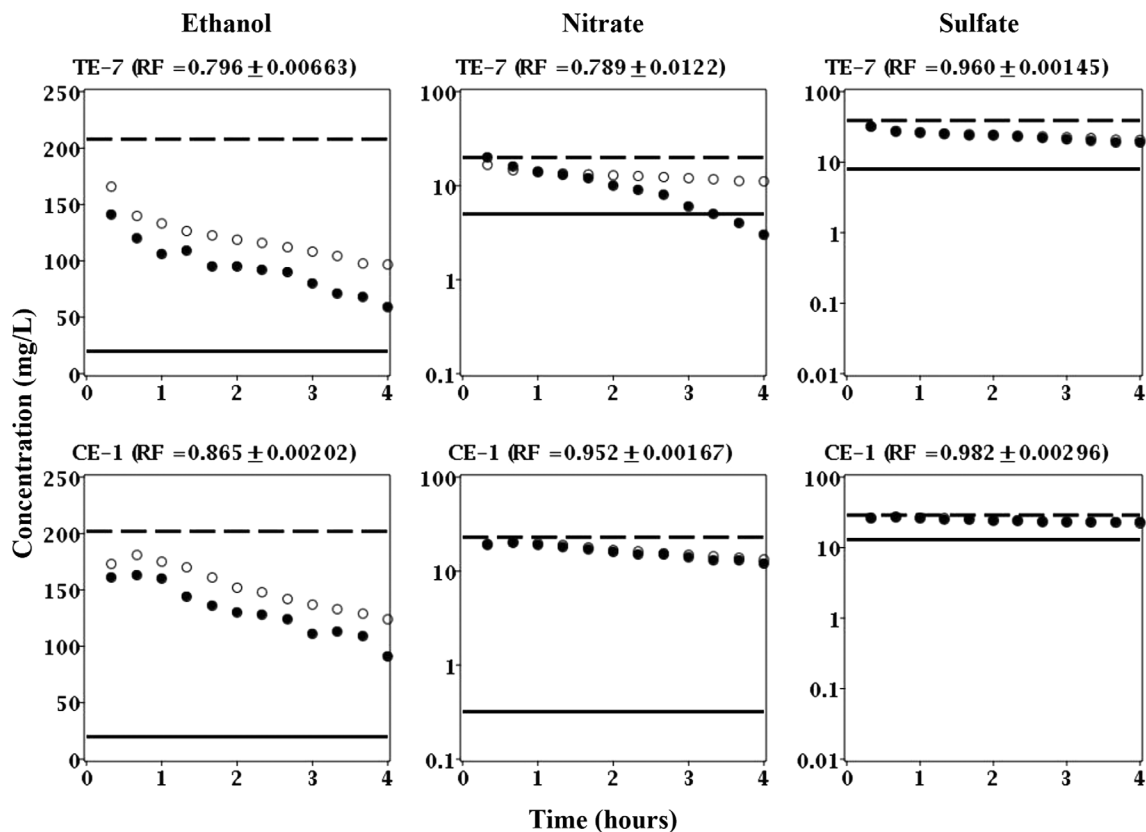 Ethanol Nitrate Sulfate
TE-7 (RF =0.796 ± 0.00663) TE-7 (RF =0.789 ± 0.0122) TE-7 (RF =0.960 ± 0.00145)
250 100 100
200
150 10 10
100 1 1
50 0.1
0 0.1 0.01
0 1 2 3 4 0 1 2 3 4 0 1 2 3 4
Concentration (mg/L)
CE-1 (RF =0.865 ± 0.00202) CE-1 (RF =0.952 ± 0.00167) CE-1 (RF =0.982 ± 0.00296)
250 100 100
200
150 10 10
100 1 1
50 0.1
0 0.1 0.01
0 1 2 3 4 0 1 2 3 4 0 1 2 3 4
Time (hours)